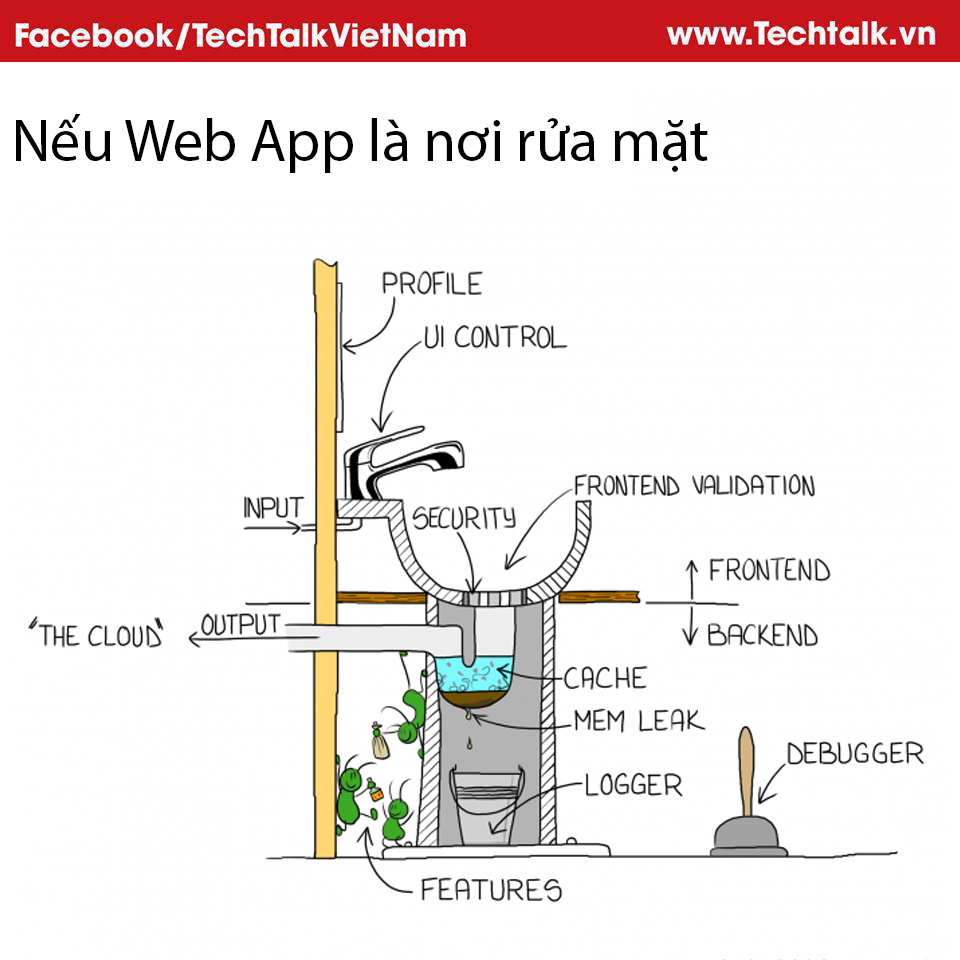 Facebook/TechTalkVietNam
www.Techtalk.vn
Nếu Web App là nơi rửa mặt
PROFILE
UI CONTROL
FRONTEND VALIDATION
INPUT
SECURITY
FRONTEND
"THE CLOUD"
OUTPUT
BACKEND
CACHE
MEM LEAK
DEBUGGER
LOGGER
FEATURES